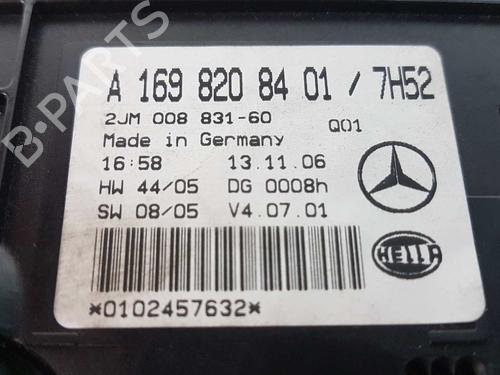 B-PARTS
A 169 820 84 01 / 7H52
2JM 008 831-60 Q01
Made in Germany
16:58 13.11.06
HW 44/05 DG 0008h
SW 08/05 V4.07.01
HELLA
*0102457632*